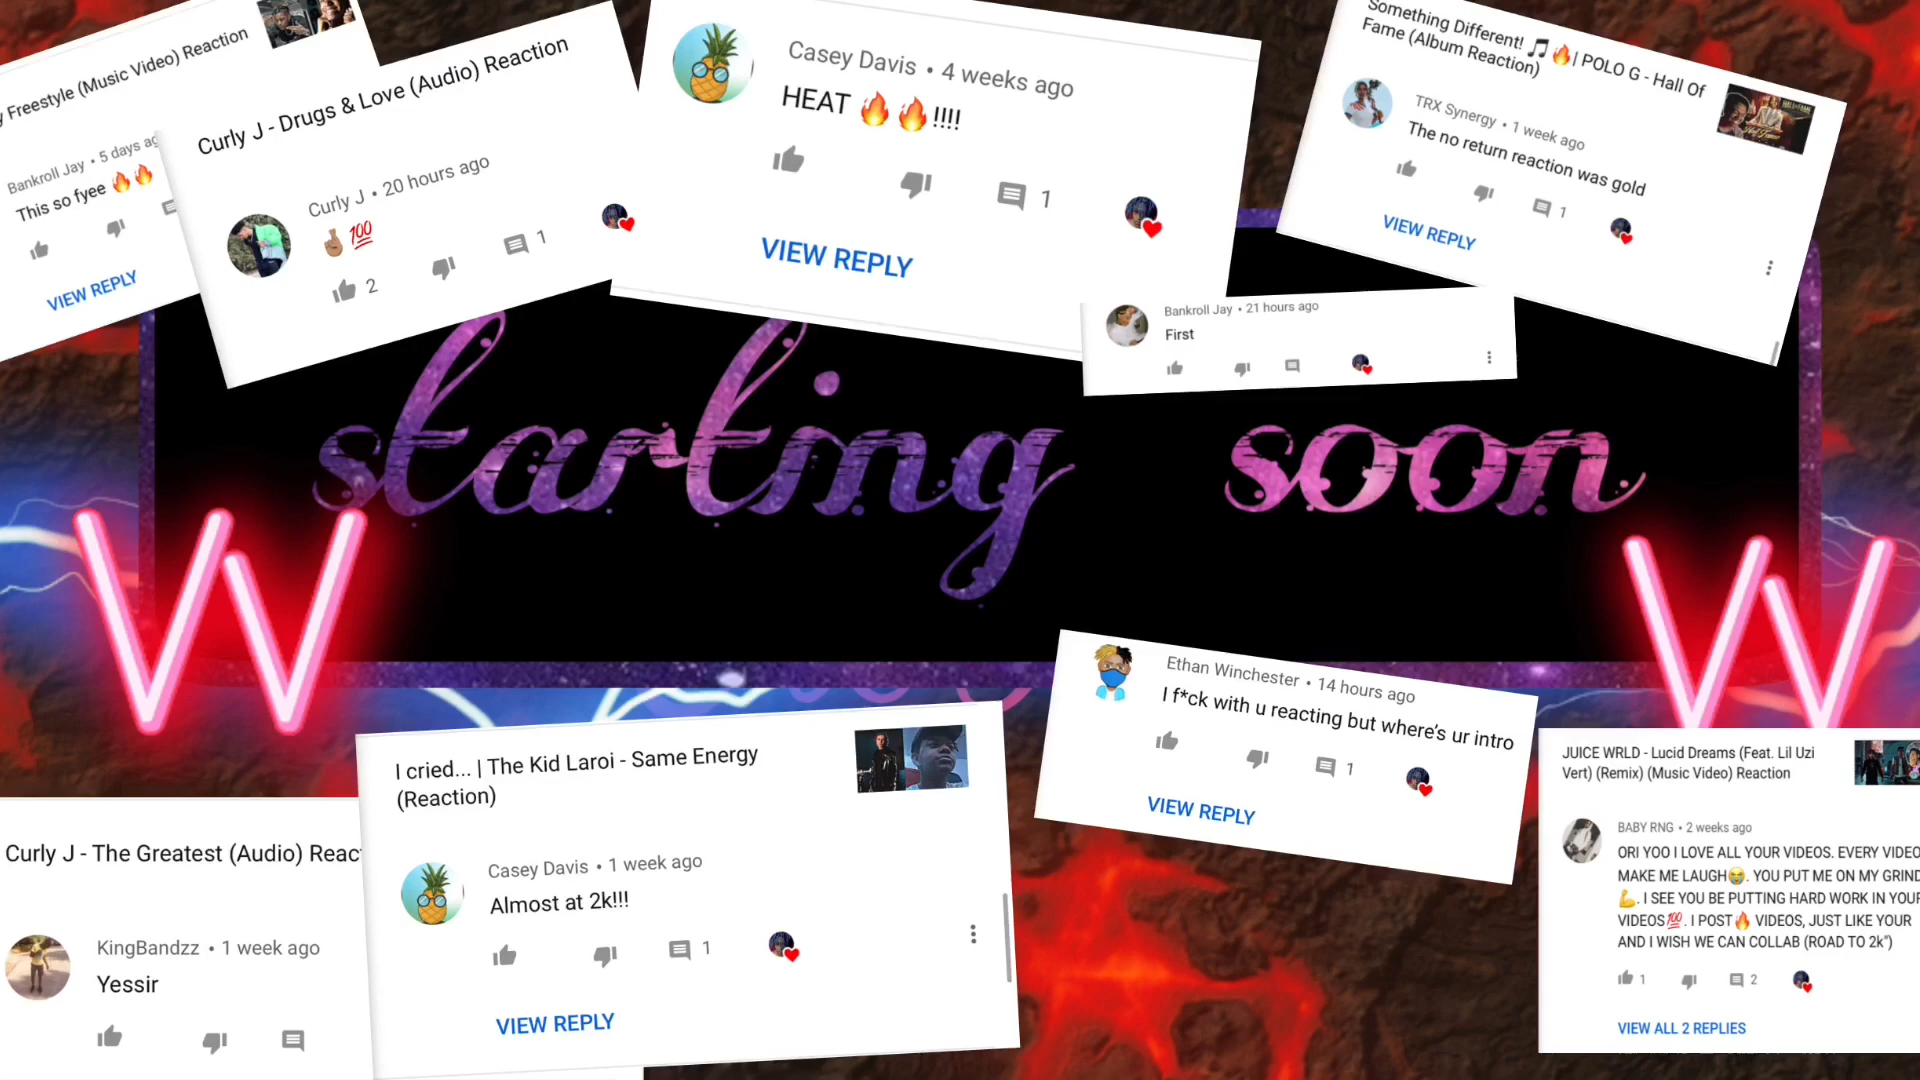 y Freestyle (Music Video) Reaction
Bankroll Jay • 5 days ag
This so fyee 🔥🔥
VIEW REPLY
Curly J - Drugs & Love (Audio) Reaction
Curly J • 20 hours ago
🤞🏽💯
2
1
Casey Davis • 4 weeks ago
HEAT 🔥🔥!!!!
1
VIEW REPLY
Something Different! 🎵🔥| POLO G - Hall Of
Fame (Album Reaction)
TRX Synergy • 1 week ago
The no return reaction was gold
1
VIEW REPLY
Bankroll Jay • 21 hours ago
First
starting soon
W
W
Ethan Winchester • 14 hours ago
I f*ck with u reacting but where’s ur intro
1
VIEW REPLY
I cried... | The Kid Laroi - Same Energy
(Reaction)
Casey Davis • 1 week ago
Almost at 2k!!!
1
VIEW REPLY
Curly J - The Greatest (Audio) Reac
KingBandzz • 1 week ago
Yessir
JUICE WRLD - Lucid Dreams (Feat. Lil Uzi
Vert) (Remix) (Music Video) Reaction
BABY RNG • 2 weeks ago
ORI YOO I LOVE ALL YOUR VIDEOS. EVERY VIDEO
MAKE ME LAUGH😭. YOU PUT ME ON MY GRIND
💪. I SEE YOU BE PUTTING HARD WORK IN YOUR
VIDEOS💯. I POST🔥 VIDEOS, JUST LIKE YOUR
AND I WISH WE CAN COLLAB (ROAD TO 2k")
1
2
VIEW ALL 2 REPLIES